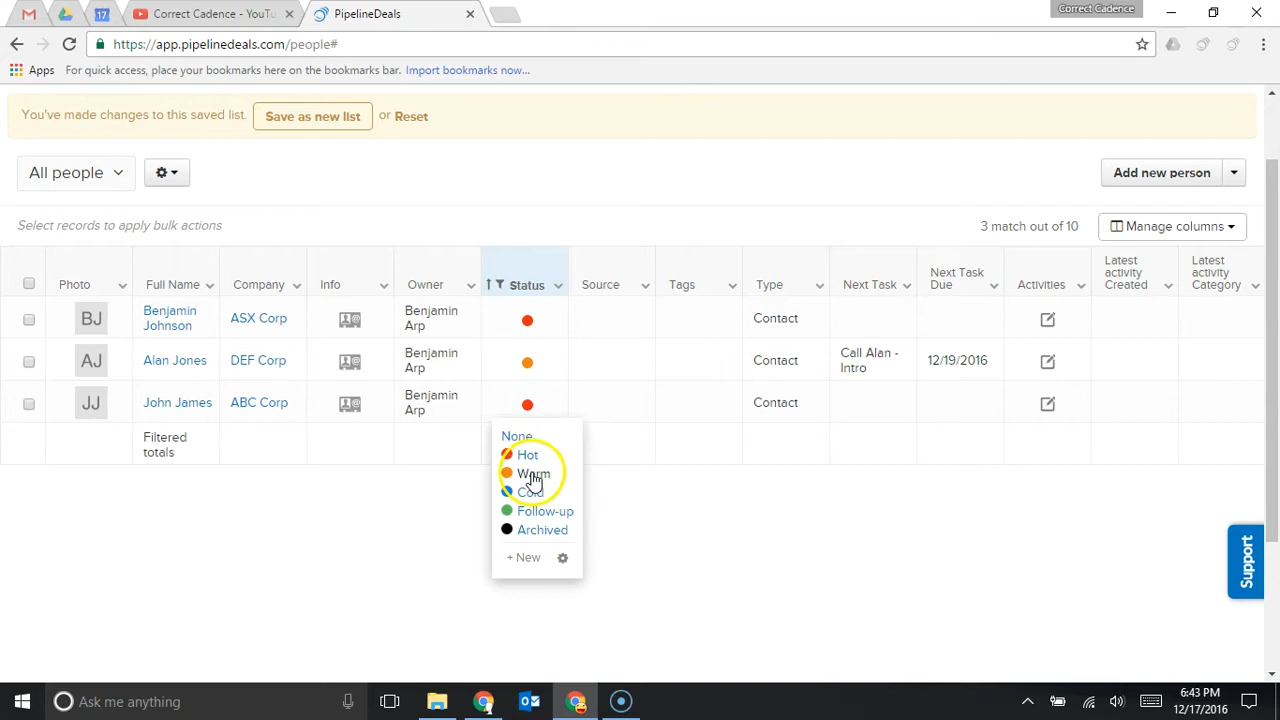 Correct Cadence - YouTu
PipelineDeals
Correct Cadence
17
https://app.pipelinedeals.com/people#
Apps
For quick access, place your bookmarks here on the bookmarks bar. Import bookmarks now...
You've made changes to this saved list. Save as new list or Reset
All people
Add new person
Select records to apply bulk actions
3 match out of 10
Manage columns
Photo Full Name Company Info Owner Status Source Tags Type Next Task
Next Task
Due
Activities
Latest
activity
Created
Latest
activity
Category
BJ
Benjamin
Johnson
ASX Corp
Benjamin
Arp
Contact
AJ
Alan Jones
DEF Corp
Benjamin
Arp
Contact
Call Alan -
Intro
12/19/2016
JJ
John James
ABC Corp
Benjamin
Arp
Contact
Filtered
totals
None
Hot
Warm
Cold
Follow-up
Archived
+ New
Support
Ask me anything
6:43 PM
12/17/2016